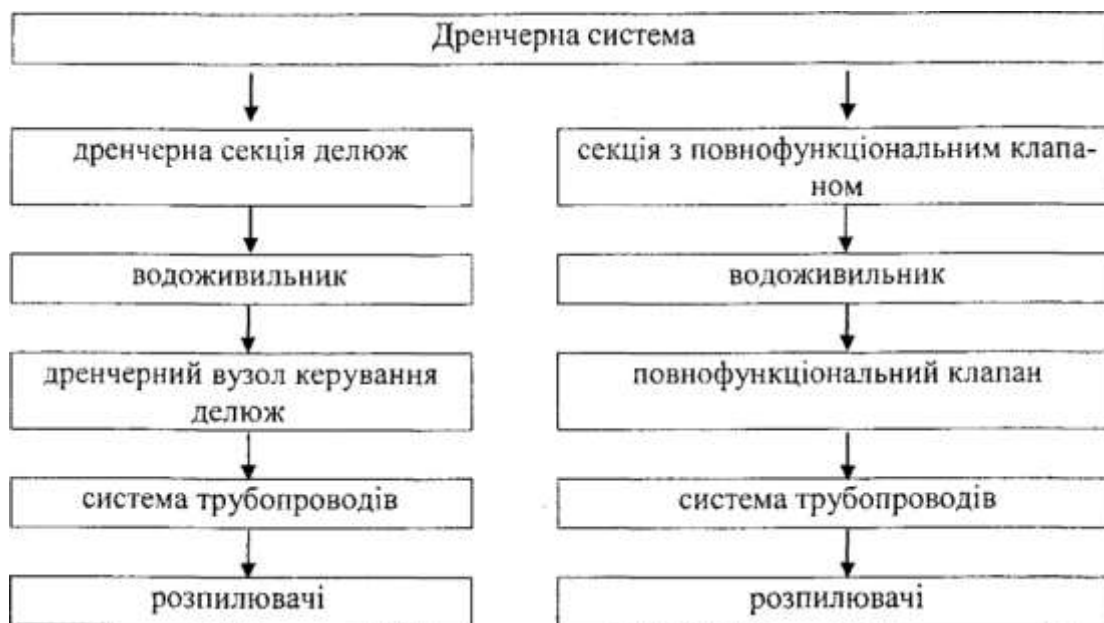 Дренчерна система
дренчерна секція делюж
секція з повнофункціональним клапа-
ном
водоживильник
водоживильник
дренчерний вузол керування
делюж
повнофункціональний клапан
система трубопроводів
система трубопроводів
розпилювачі
розпилювачі